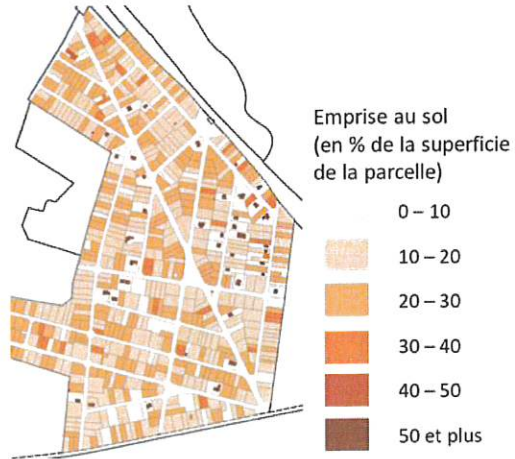 Emprise au sol
(en % de la superficie
de la parcelle)
0 – 10
10 – 20
20 – 30
30 – 40
40 – 50
50 et plus